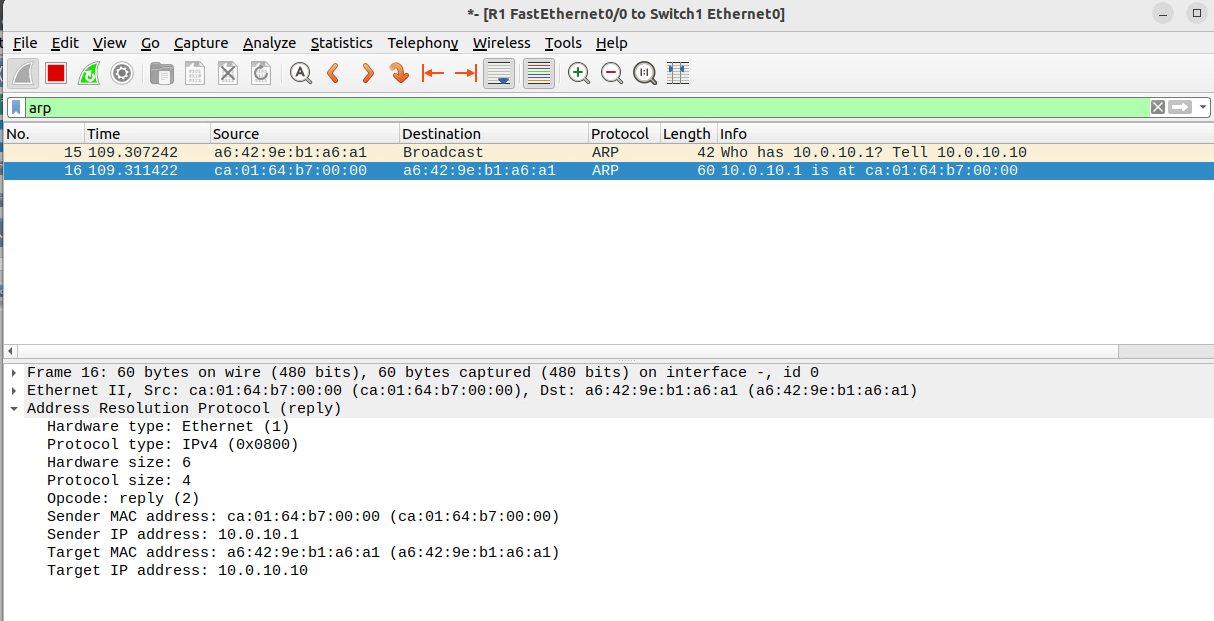 *- [R1 FastEthernet0/0 to Switch1 Ethernet0]
File Edit View Go Capture Analyze Statistics Telephony Wireless Tools Help
arp
No. Time Source Destination Protocol Length Info
15 109.307242 a6:42:9e:b1:a6:a1 Broadcast ARP 42 Who has 10.0.10.1? Tell 10.0.10.10
16 109.311422 ca:01:64:b7:00:00 a6:42:9e:b1:a6:a1 ARP 60 10.0.10.1 is at ca:01:64:b7:00:00
Frame 16: 60 bytes on wire (480 bits), 60 bytes captured (480 bits) on interface -, id 0
Ethernet II, Src: ca:01:64:b7:00:00 (ca:01:64:b7:00:00), Dst: a6:42:9e:b1:a6:a1 (a6:42:9e:b1:a6:a1)
Address Resolution Protocol (reply)
Hardware type: Ethernet (1)
Protocol type: IPv4 (0x0800)
Hardware size: 6
Protocol size: 4
Opcode: reply (2)
Sender MAC address: ca:01:64:b7:00:00 (ca:01:64:b7:00:00)
Sender IP address: 10.0.10.1
Target MAC address: a6:42:9e:b1:a6:a1 (a6:42:9e:b1:a6:a1)
Target IP address: 10.0.10.10